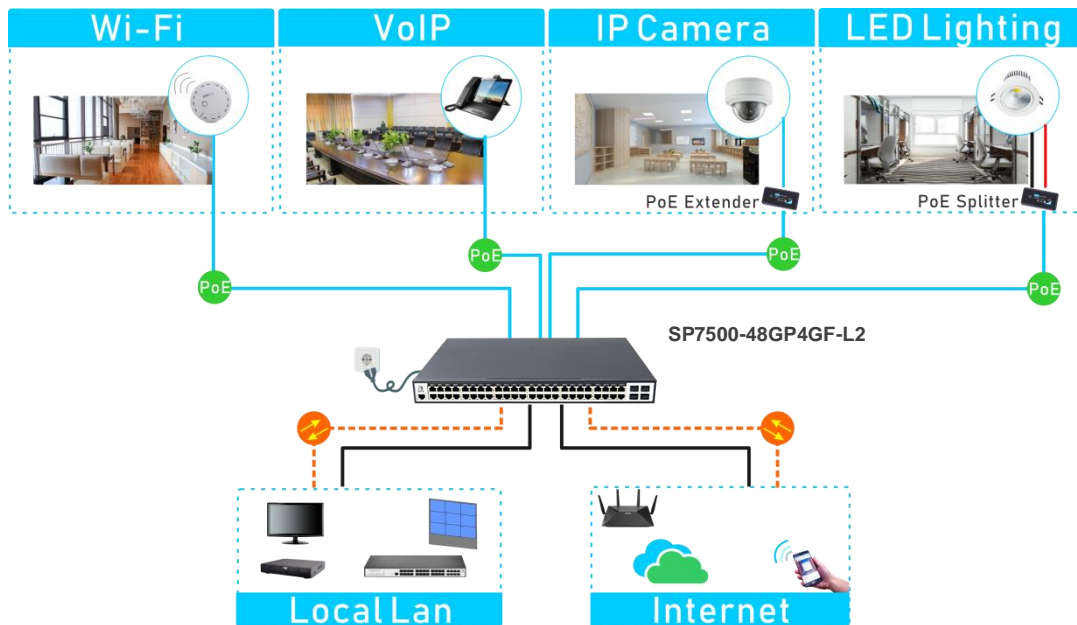 Wi-Fi
VoIP
IP Camera
LED Lighting
PoE Extender
PoE Splitter
PoE
PoE
PoE
PoE
SP7500-48GP4GF-L2
Local Lan
Internet